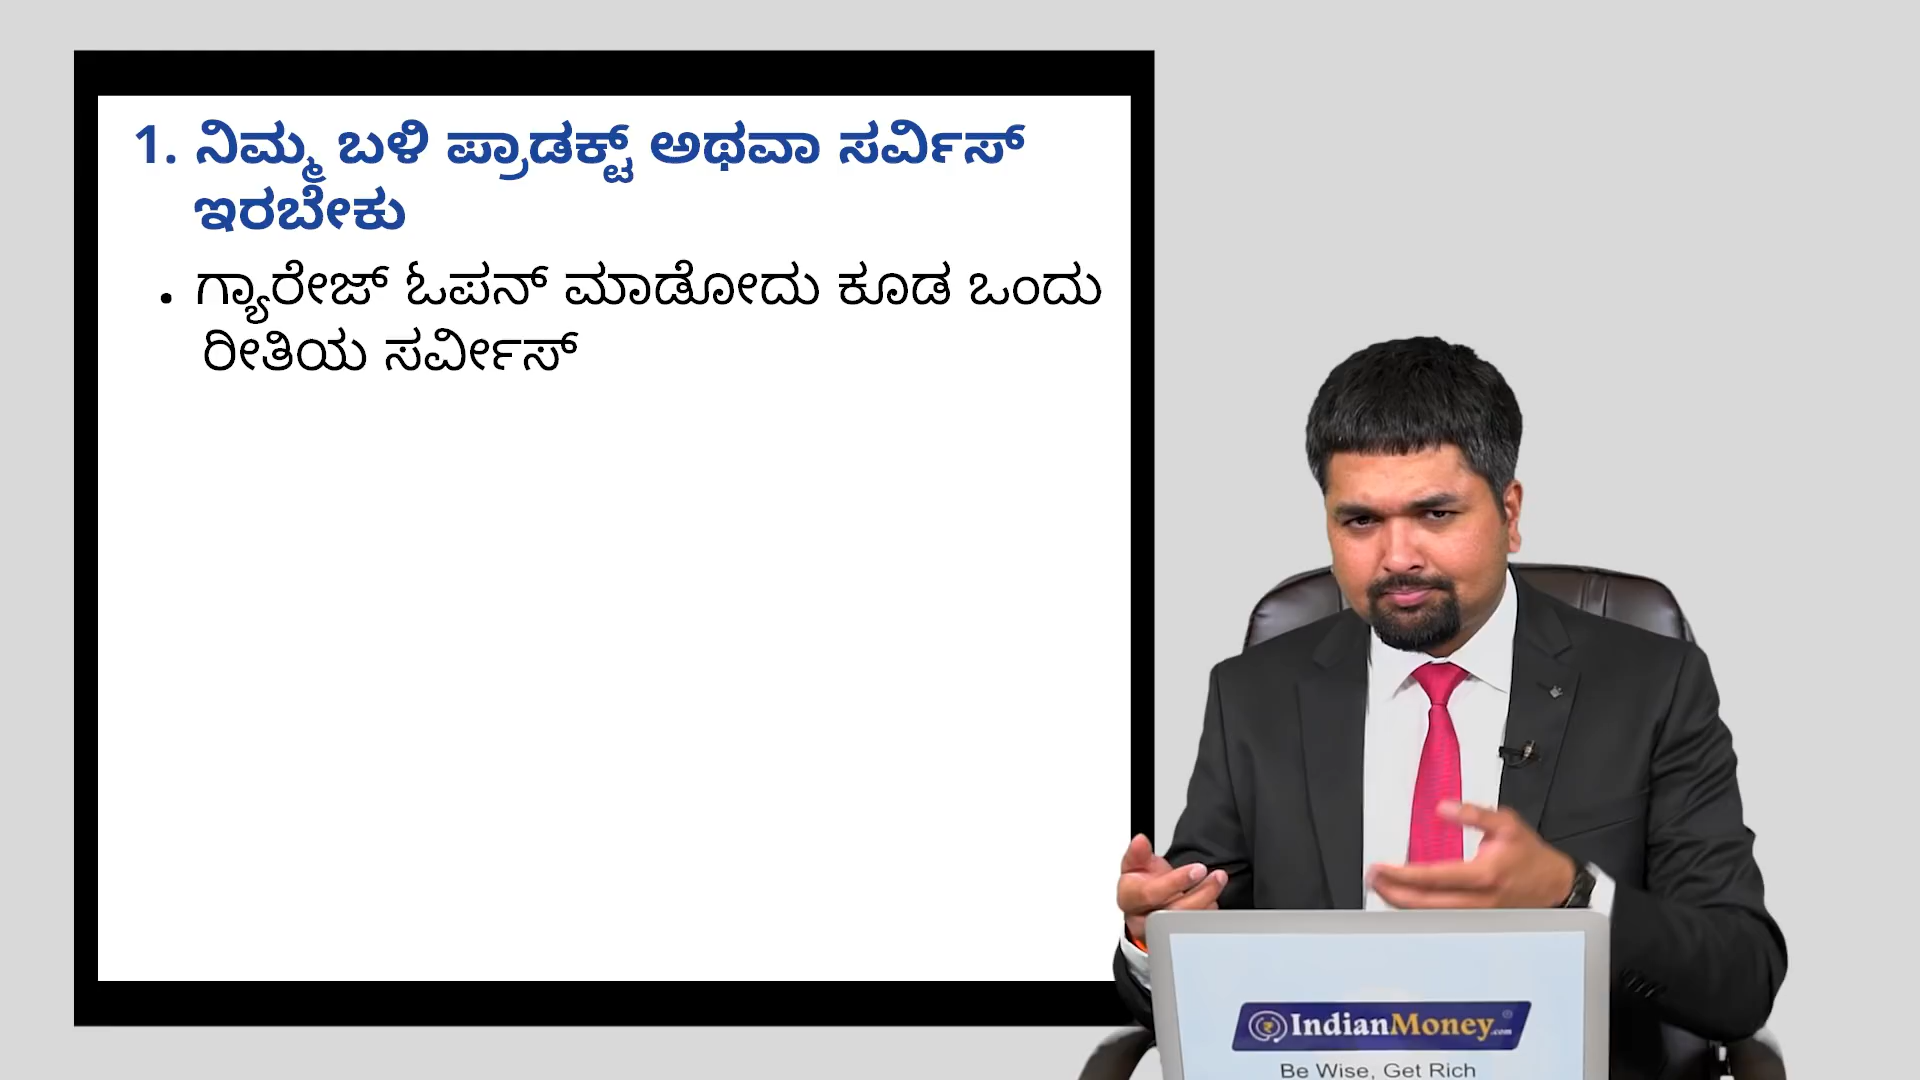 1. ನಿಮ್ಮ ಬಳಿ ಪ್ರಾಡಕ್ಟ್ ಅಥವಾ ಸರ್ವಿಸ್
ಇರಬೇಕು
• ಗ್ಯಾರೇಜ್ ಓಪನ್ ಮಾಡೋದು ಕೂಡ ಒಂದು
ರೀತಿಯ ಸರ್ವೀಸ್
IndianMoney.com
Be Wise, Get Rich